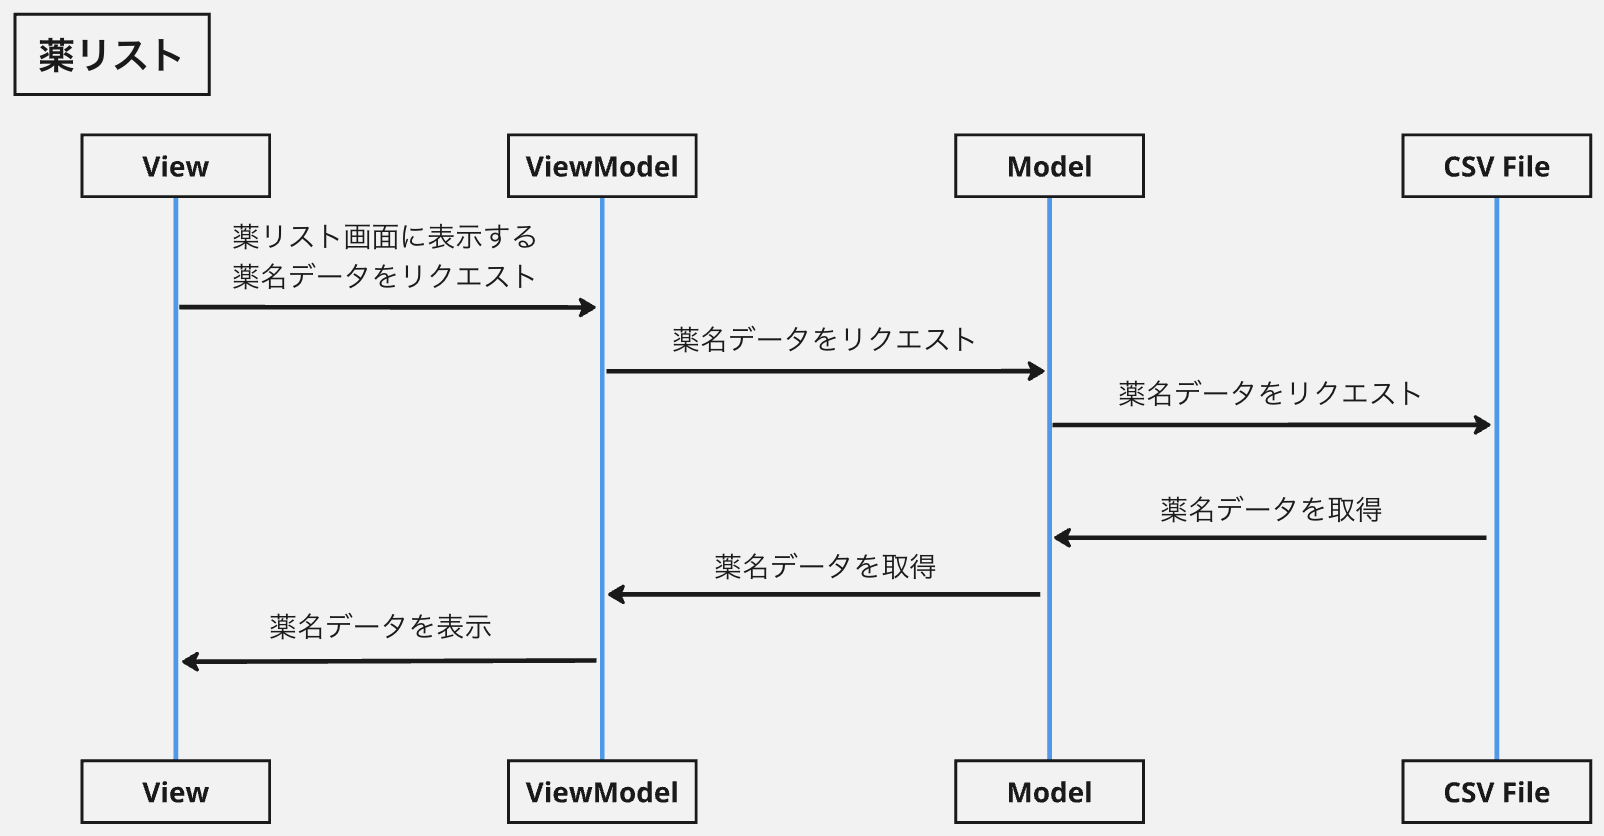 薬リスト
View
ViewModel
Model
CSV File
薬リスト画面に表示する
薬名データをリクエスト
薬名データをリクエスト
薬名データをリクエスト
薬名データを取得
薬名データを取得
薬名データを表示
View
ViewModel
Model
CSV File